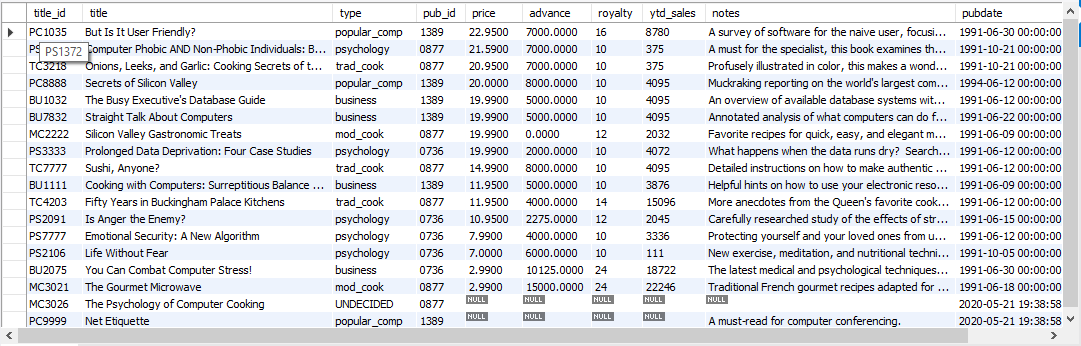 title_id title type pub_id price advance royalty ytd_sales notes pubdate
PC1035 But Is It User Friendly? popular_comp 1389 22.9500 7000.0000 16 8780 A survey of software for the naive user, focusi... 1991-06-30 00:00:00
PS1372 Computer Phobic AND Non-Phobic Individuals: B... psychology 0877 21.5900 7000.0000 10 375 A must for the specialist, this book examines th... 1991-10-21 00:00:00
TC3218 Onions, Leeks, and Garlic: Cooking Secrets of t... trad_cook 0877 20.9500 7000.0000 10 375 Profusely illustrated in color, this makes a wond... 1991-10-21 00:00:00
PC8888 Secrets of Silicon Valley popular_comp 1389 20.0000 8000.0000 10 4095 Muckraking reporting on the world's largest com... 1994-06-12 00:00:00
BU1032 The Busy Executive's Database Guide business 1389 19.9900 5000.0000 10 4095 An overview of available database systems wit... 1991-06-12 00:00:00
BU7832 Straight Talk About Computers business 1389 19.9900 5000.0000 10 4095 Annotated analysis of what computers can do f... 1991-06-22 00:00:00
MC2222 Silicon Valley Gastronomic Treats mod_cook 0877 19.9900 0.0000 12 2032 Favorite recipes for quick, easy, and elegant m... 1991-06-09 00:00:00
PS3333 Prolonged Data Deprivation: Four Case Studies psychology 0736 19.9900 2000.0000 10 4072 What happens when the data runs dry? Search... 1991-06-12 00:00:00
TC7777 Sushi, Anyone? trad_cook 0877 14.9900 8000.0000 10 4095 Detailed instructions on how to make authentic ... 1991-06-12 00:00:00
BU1111 Cooking with Computers: Surreptitious Balance ... business 1389 11.9500 5000.0000 10 3876 Helpful hints on how to use your electronic reso... 1991-06-09 00:00:00
TC4203 Fifty Years in Buckingham Palace Kitchens trad_cook 0877 11.9500 4000.0000 14 15096 More anecdotes from the Queen's favorite cook... 1991-06-12 00:00:00
PS2091 Is Anger the Enemy? psychology 0736 10.9500 2275.0000 12 2045 Carefully researched study of the effects of str... 1991-06-15 00:00:00
PS7777 Emotional Security: A New Algorithm psychology 0736 7.9900 4000.0000 10 3336 Protecting yourself and your loved ones from u... 1991-06-12 00:00:00
PS2106 Life Without Fear psychology 0736 7.0000 6000.0000 10 111 New exercise, meditation, and nutritional techni... 1991-10-05 00:00:00
BU2075 You Can Combat Computer Stress! business 0736 2.9900 10125.0000 24 18722 The latest medical and psychological techniques... 1991-06-30 00:00:00
MC3021 The Gourmet Microwave mod_cook 0877 2.9900 15000.0000 24 22246 Traditional French gourmet recipes adapted for ... 1991-06-18 00:00:00
MC3026 The Psychology of Computer Cooking UNDECIDED 0877 NULL NULL NULL NULL NULL 2020-05-21 19:38:58
PC9999 Net Etiquette popular_comp 1389 NULL NULL NULL NULL A must-read for computer conferencing. 2020-05-21 19:38:58